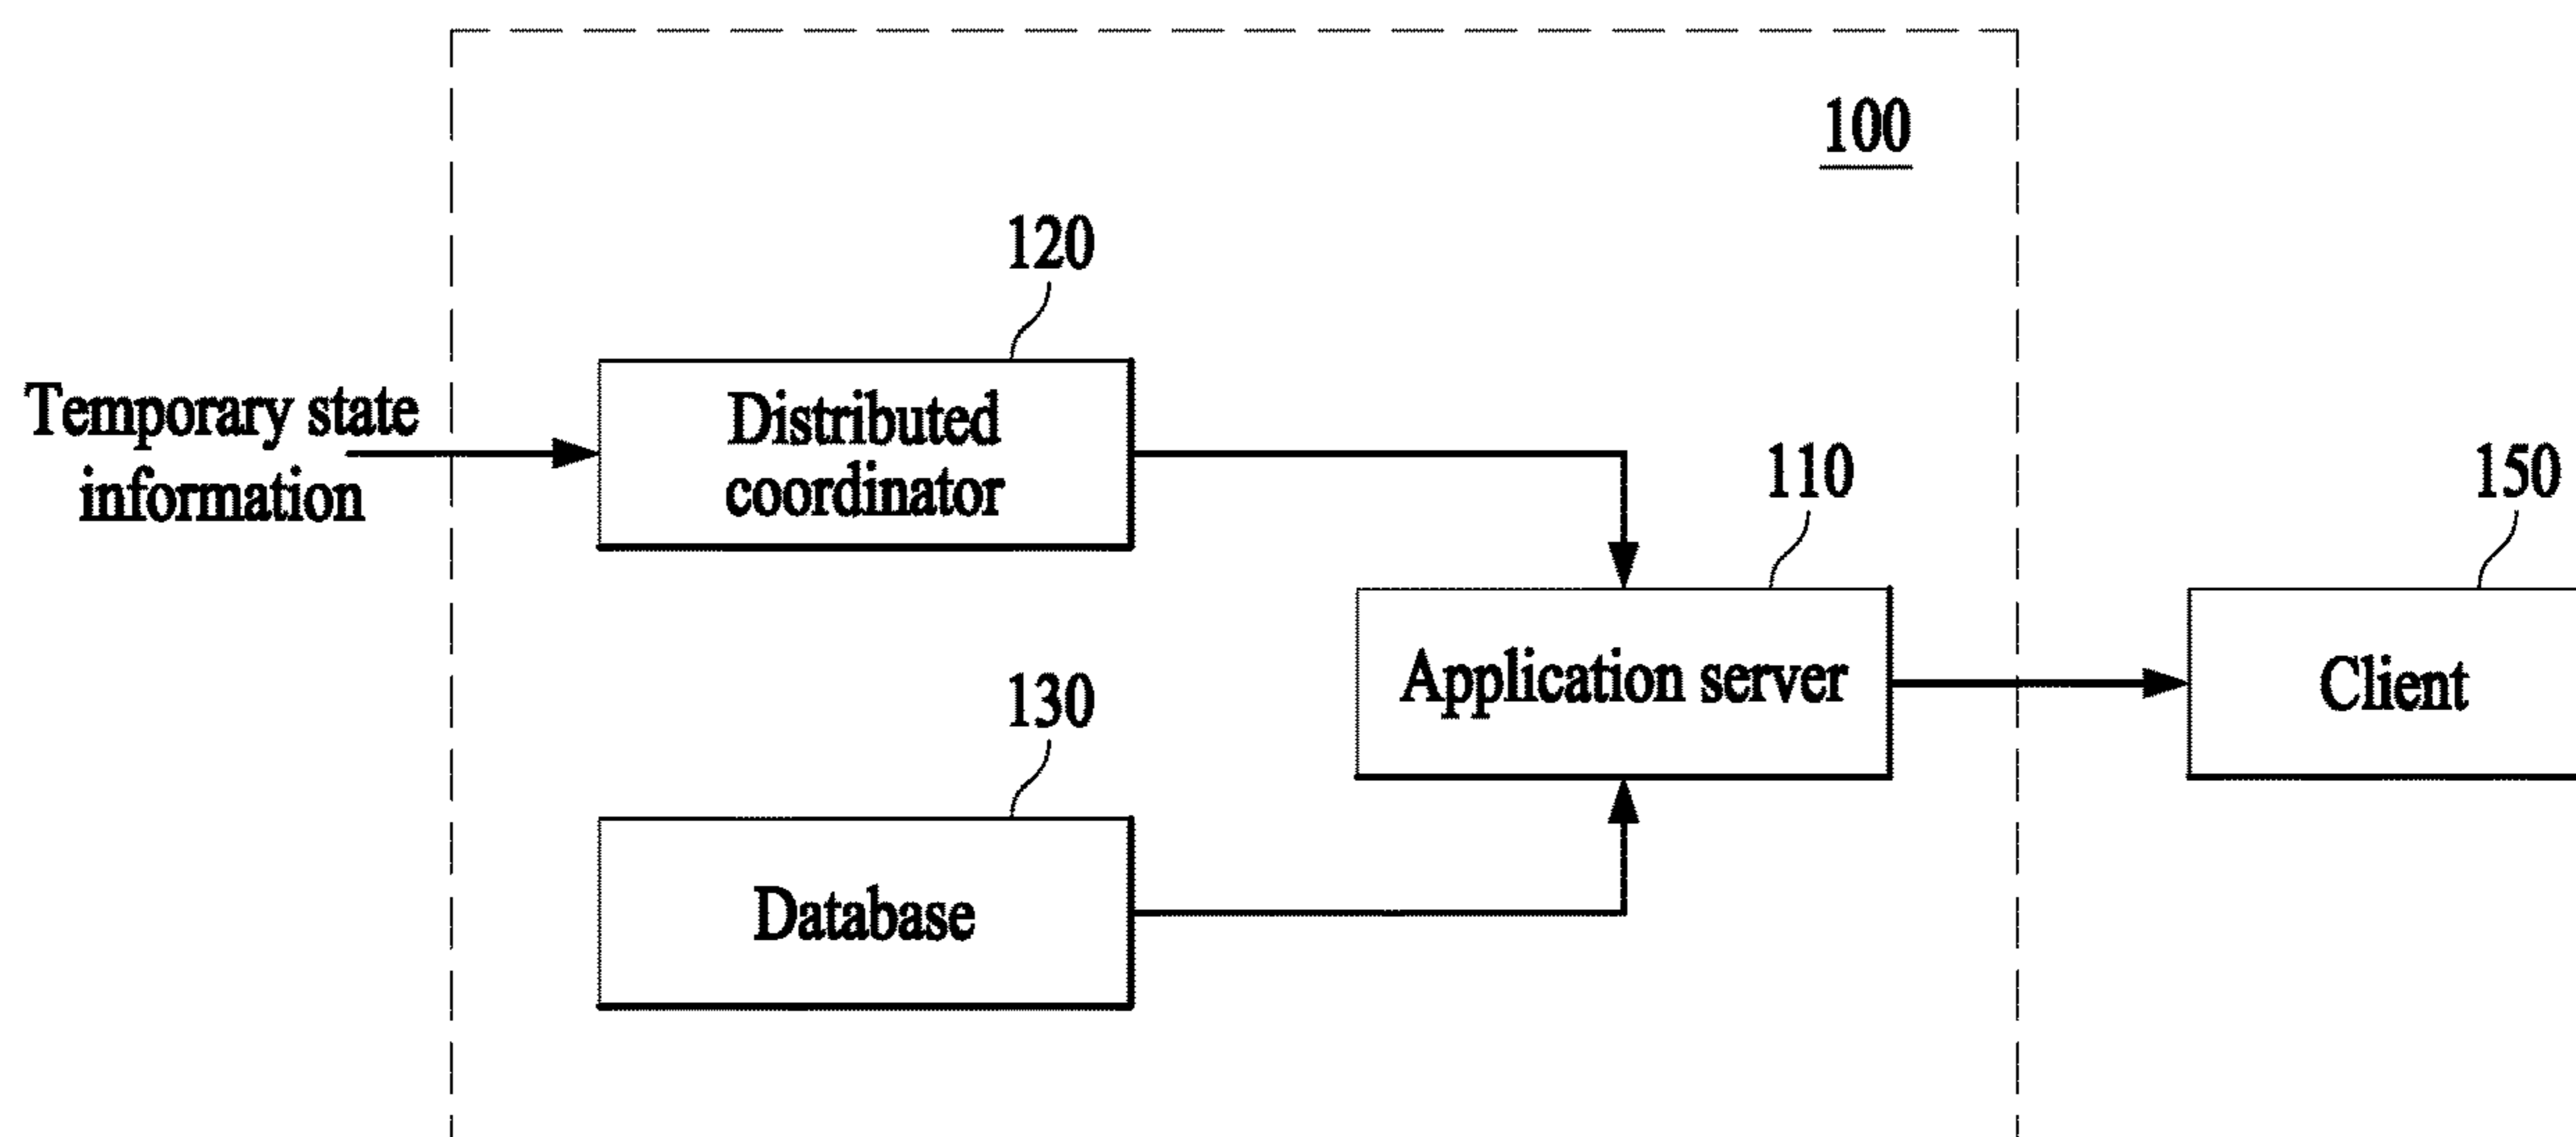 100
120
Temporary state
information
Distributed
coordinator
110
150
Application server
Client
130
Database